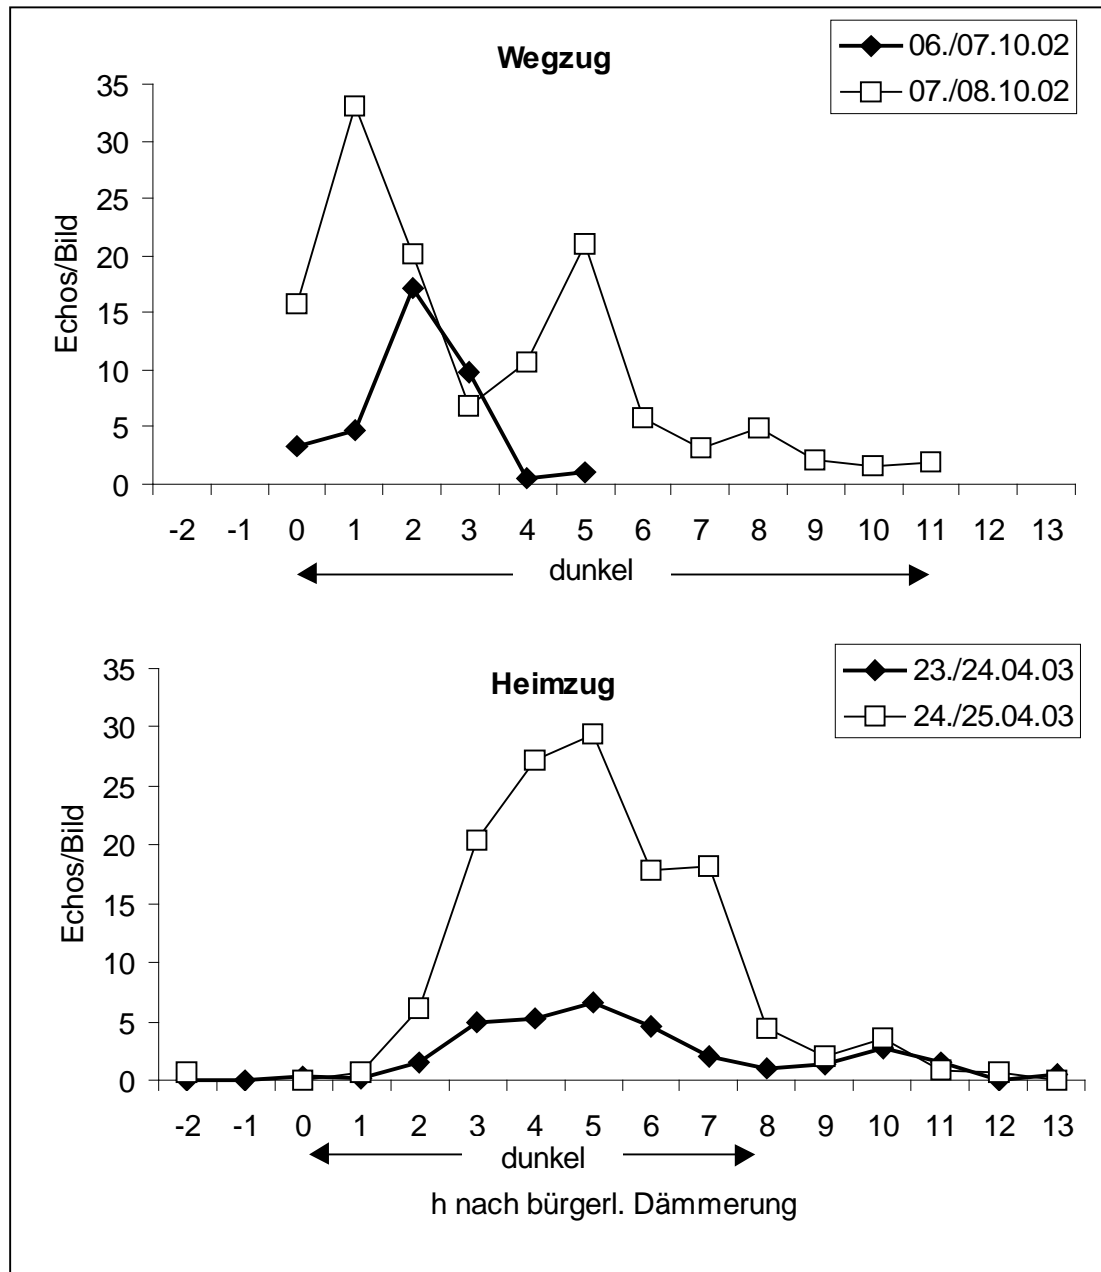 Wegzug
06./07.10.02
07./08.10.02
Echos/Bild
35
30
25
20
15
10
5
0
-2 -1 0 1 2 3 4 5 6 7 8 9 10 11 12 13
dunkel
Heimzug
23./24.04.03
24./25.04.03
Echos/Bild
35
30
25
20
15
10
5
0
-2 -1 0 1 2 3 4 5 6 7 8 9 10 11 12 13
dunkel
h nach bürgerl. Dämmerung